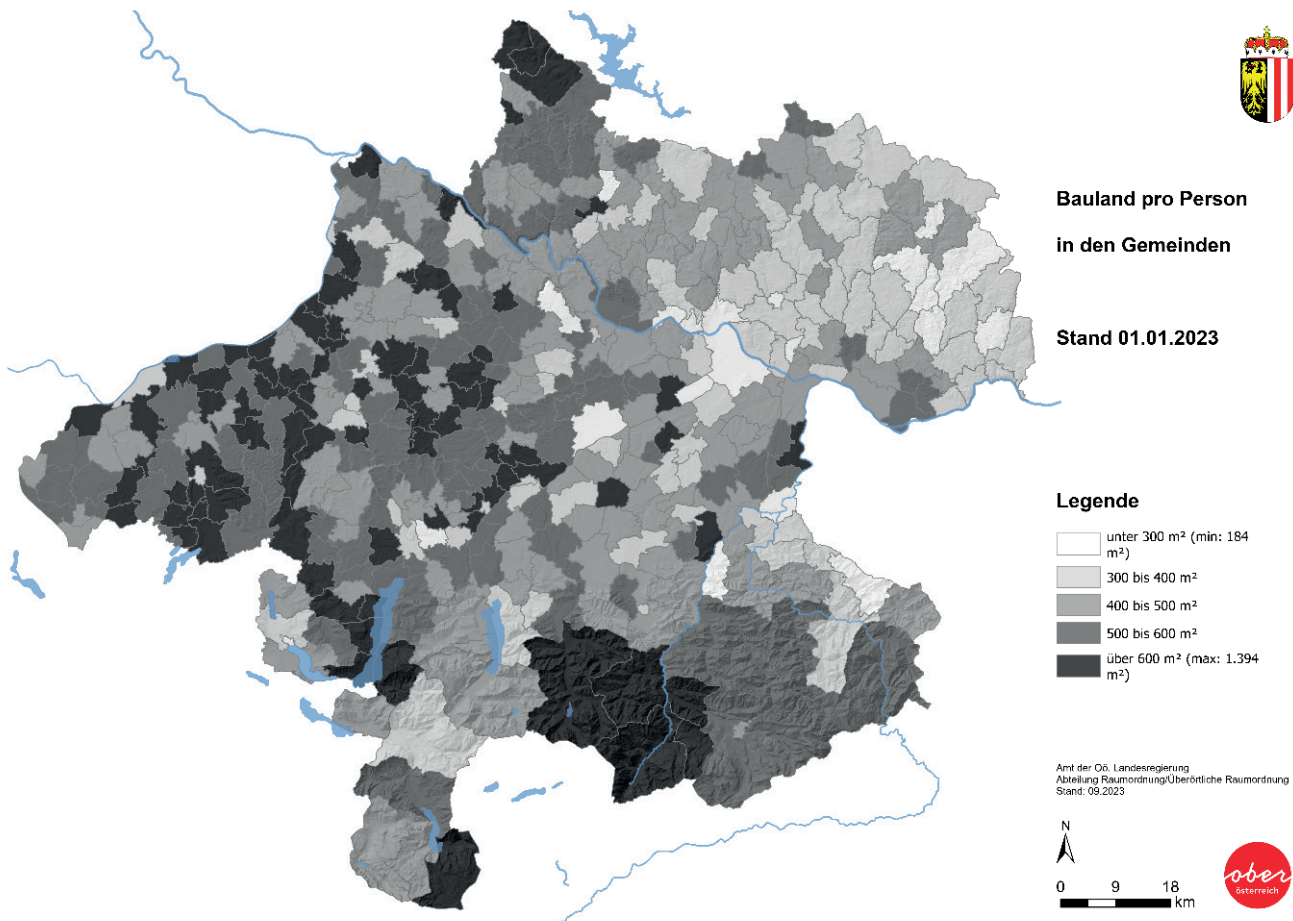 Bauland pro Person
in den Gemeinden
Stand 01.01.2023
Legende
unter 300 m² (min: 184
m²)
300 bis 400 m²
400 bis 500 m²
500 bis 600 m²
über 600 m² (max: 1.394
m²)
Amt der Oö. Landesregierung
Abteilung Raumordnung/Überörtliche Raumordnung
Stand: 09.2023
N
0 9 18
km
ober
österreich